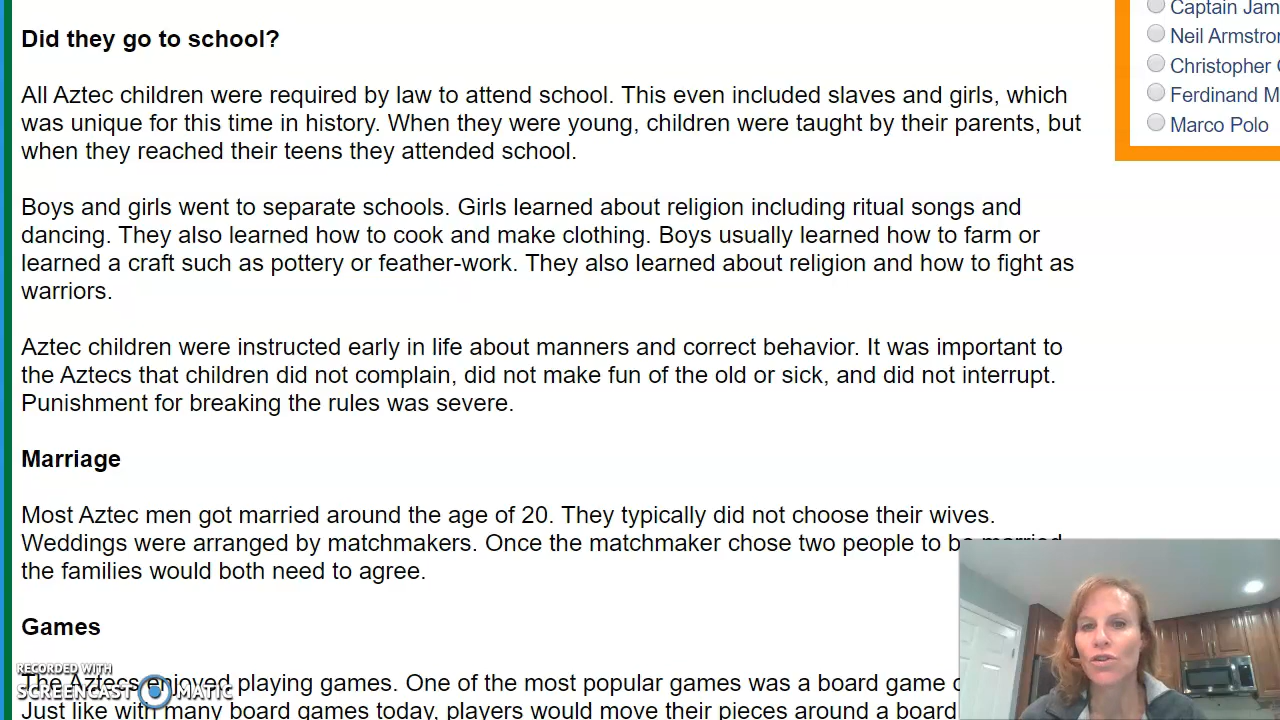 Did they go to school?
All Aztec children were required by law to attend school. This even included slaves and girls, which
was unique for this time in history. When they were young, children were taught by their parents, but
when they reached their teens they attended school.
Boys and girls went to separate schools. Girls learned about religion including ritual songs and
dancing. They also learned how to cook and make clothing. Boys usually learned how to farm or
learned a craft such as pottery or feather-work. They also learned about religion and how to fight as
warriors.
Aztec children were instructed early in life about manners and correct behavior. It was important to
the Aztecs that children did not complain, did not make fun of the old or sick, and did not interrupt.
Punishment for breaking the rules was severe.
Marriage
Most Aztec men got married around the age of 20. They typically did not choose their wives.
Weddings were arranged by matchmakers. Once the matchmaker chose two people to be married
the families would both need to agree.
Games
The Aztecs enjoyed playing games. One of the most popular games was a board game
Just like with many board games today, players would move their pieces around a board
Captain Jam
Neil Armstro
Christopher
Ferdinand M
Marco Polo
RECORDED WITH
SCREENCAST MATIC